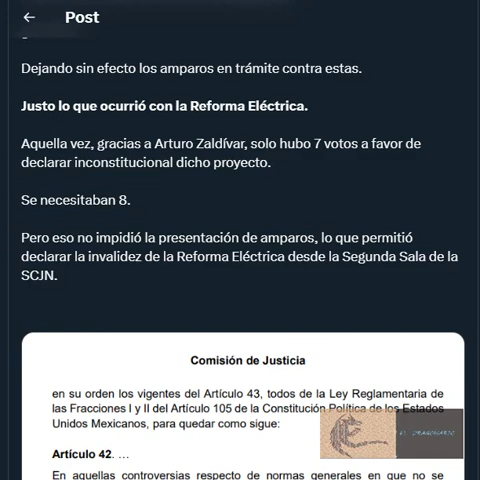 Post
Dejando sin efecto los amparos en trámite contra estas.
Justo lo que ocurrió con la Reforma Eléctrica.
Aquella vez, gracias a Arturo Zaldívar, solo hubo 7 votos a favor de
declarar inconstitucional dicho proyecto.
Se necesitaban 8.
Pero eso no impidió la presentación de amparos, lo que permitió
declarar la invalidez de la Reforma Eléctrica desde la Segunda Sala de la
SCJN.
Comisión de Justicia
en su orden los vigentes del Artículo 43, todos de la Ley Reglamentaria de
las Fracciones I y II del Artículo 105 de la Constitución Política de los Estados
Unidos Mexicanos, para quedar como sigue:
Artículo 42. ...
En aquellas controversias respecto de normas generales en que no se